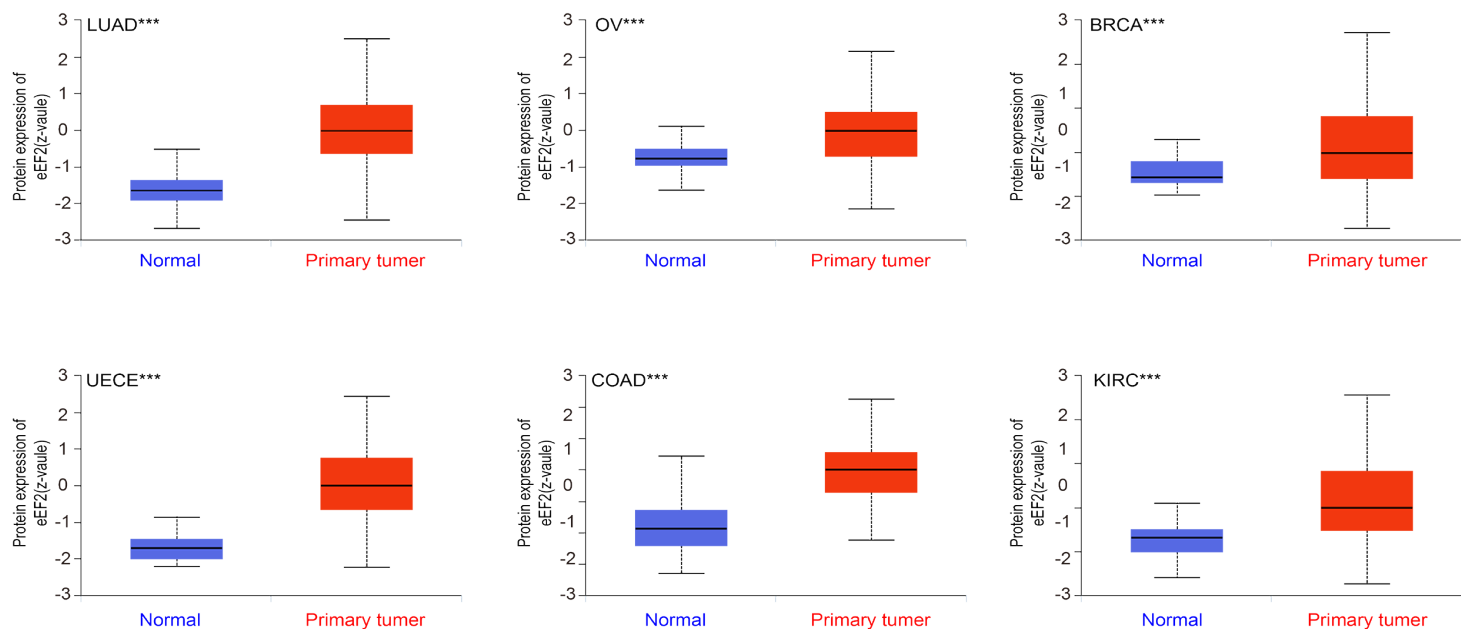 LUAD***
Protein expression of
eEF2(z-vaule)
3
2
1
0
-1
-2
-3
Normal
Primary tumer
OV***
Protein expression of
eEF2(z-vaule)
3
2
1
0
-1
-2
-3
Normal
Primary tumer
BRCA***
Protein expression of
eEF2(z-vaule)
3
2
1
0
-1
-2
-3
Normal
Primary tumer
UECE***
Protein expression of
eEF2(z-vaule)
3
2
1
0
-1
-2
-3
Normal
Primary tumer
COAD***
Protein expression of
eEF2(z-vaule)
3
2
1
0
-1
-2
-3
Normal
Primary tumer
KIRC***
Protein expression of
eEF2(z-vaule)
3
2
1
0
-1
-2
-3
Normal
Primary tumer